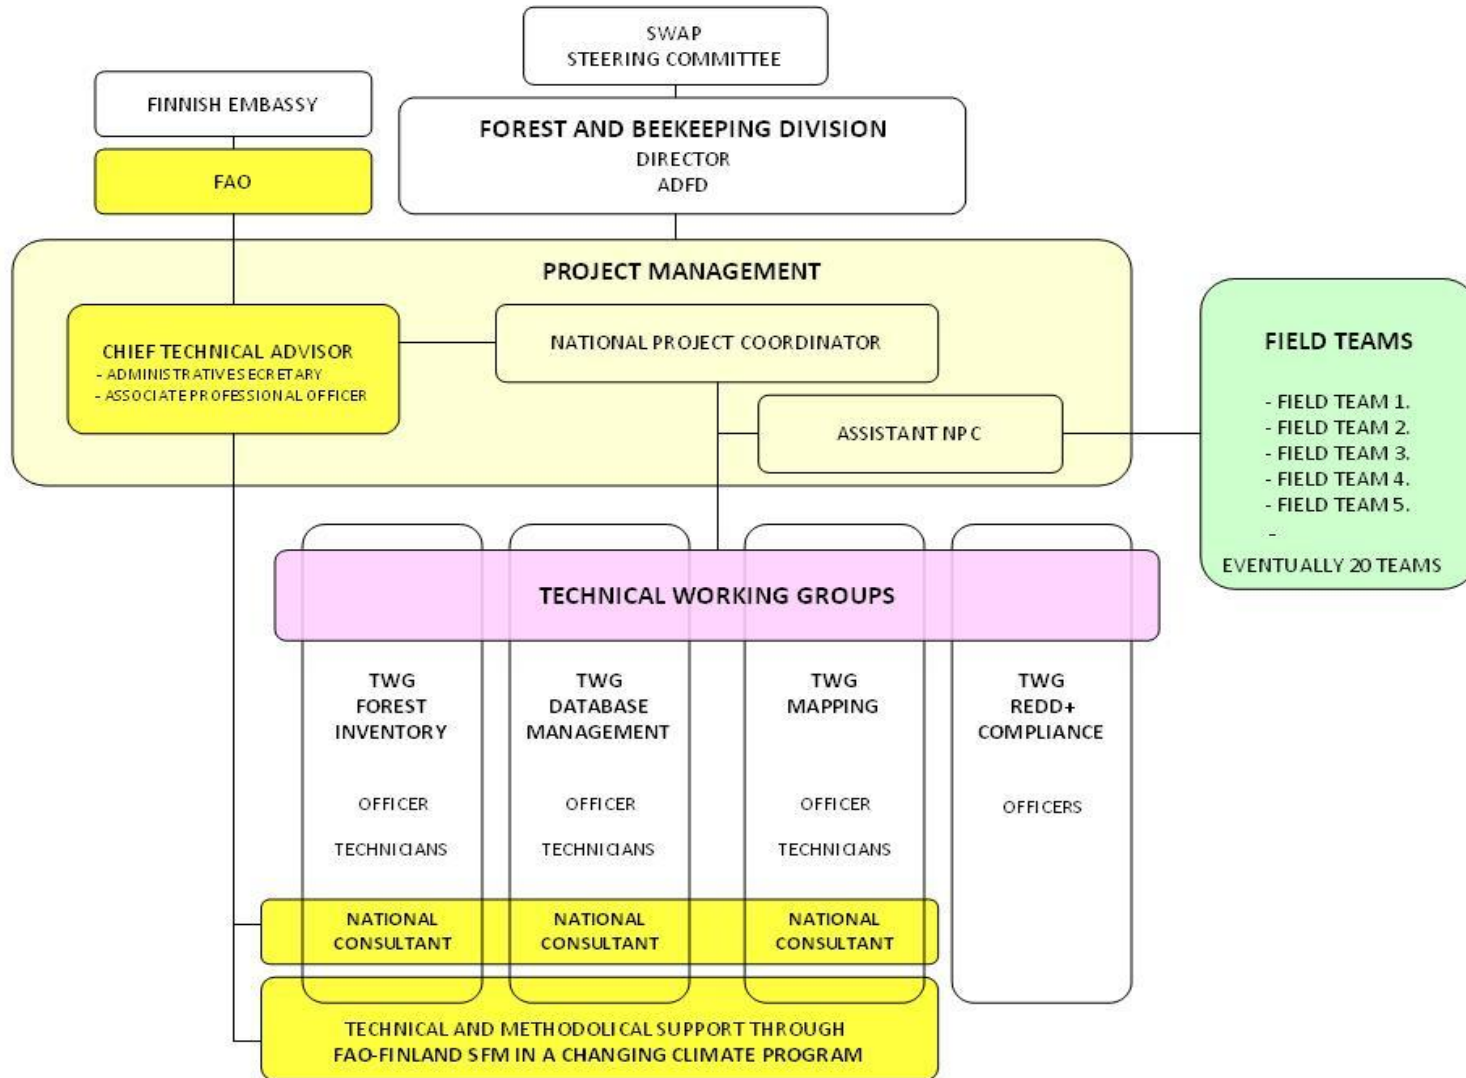 SWAP
STEERING COMMITTEE
FINNISH EMBASSY
FAO
FOREST AND BEEKEEPING DIVISION
DIRECTOR
ADFD
PROJECT MANAGEMENT
CHIEF TECHNICAL ADVISOR
- ADMINISTRATIVE SECRETARY
- ASSOCIATE PROFESSIONAL OFFICER
NATIONAL PROJECT COORDINATOR
ASSISTANT NPC
FIELD TEAMS
- FIELD TEAM 1.
- FIELD TEAM 2.
- FIELD TEAM 3.
- FIELD TEAM 4.
- FIELD TEAM 5.
-
EVENTUALLY 20 TEAMS
TECHNICAL WORKING GROUPS
TWG
FOREST
INVENTORY
OFFICER
TECHNICIANS
TWG
DATABASE
MANAGEMENT
OFFICER
TECHNICIANS
TWG
MAPPING
OFFICER
TECHNICIANS
TWG
REDD+
COMPLIANCE
OFFICERS
NATIONAL
CONSULTANT
NATIONAL
CONSULTANT
NATIONAL
CONSULTANT
TECHNICAL AND METHODOLICAL SUPPORT THROUGH
FAO-FINLAND SFM IN A CHANGING CLIMATE PROGRAM